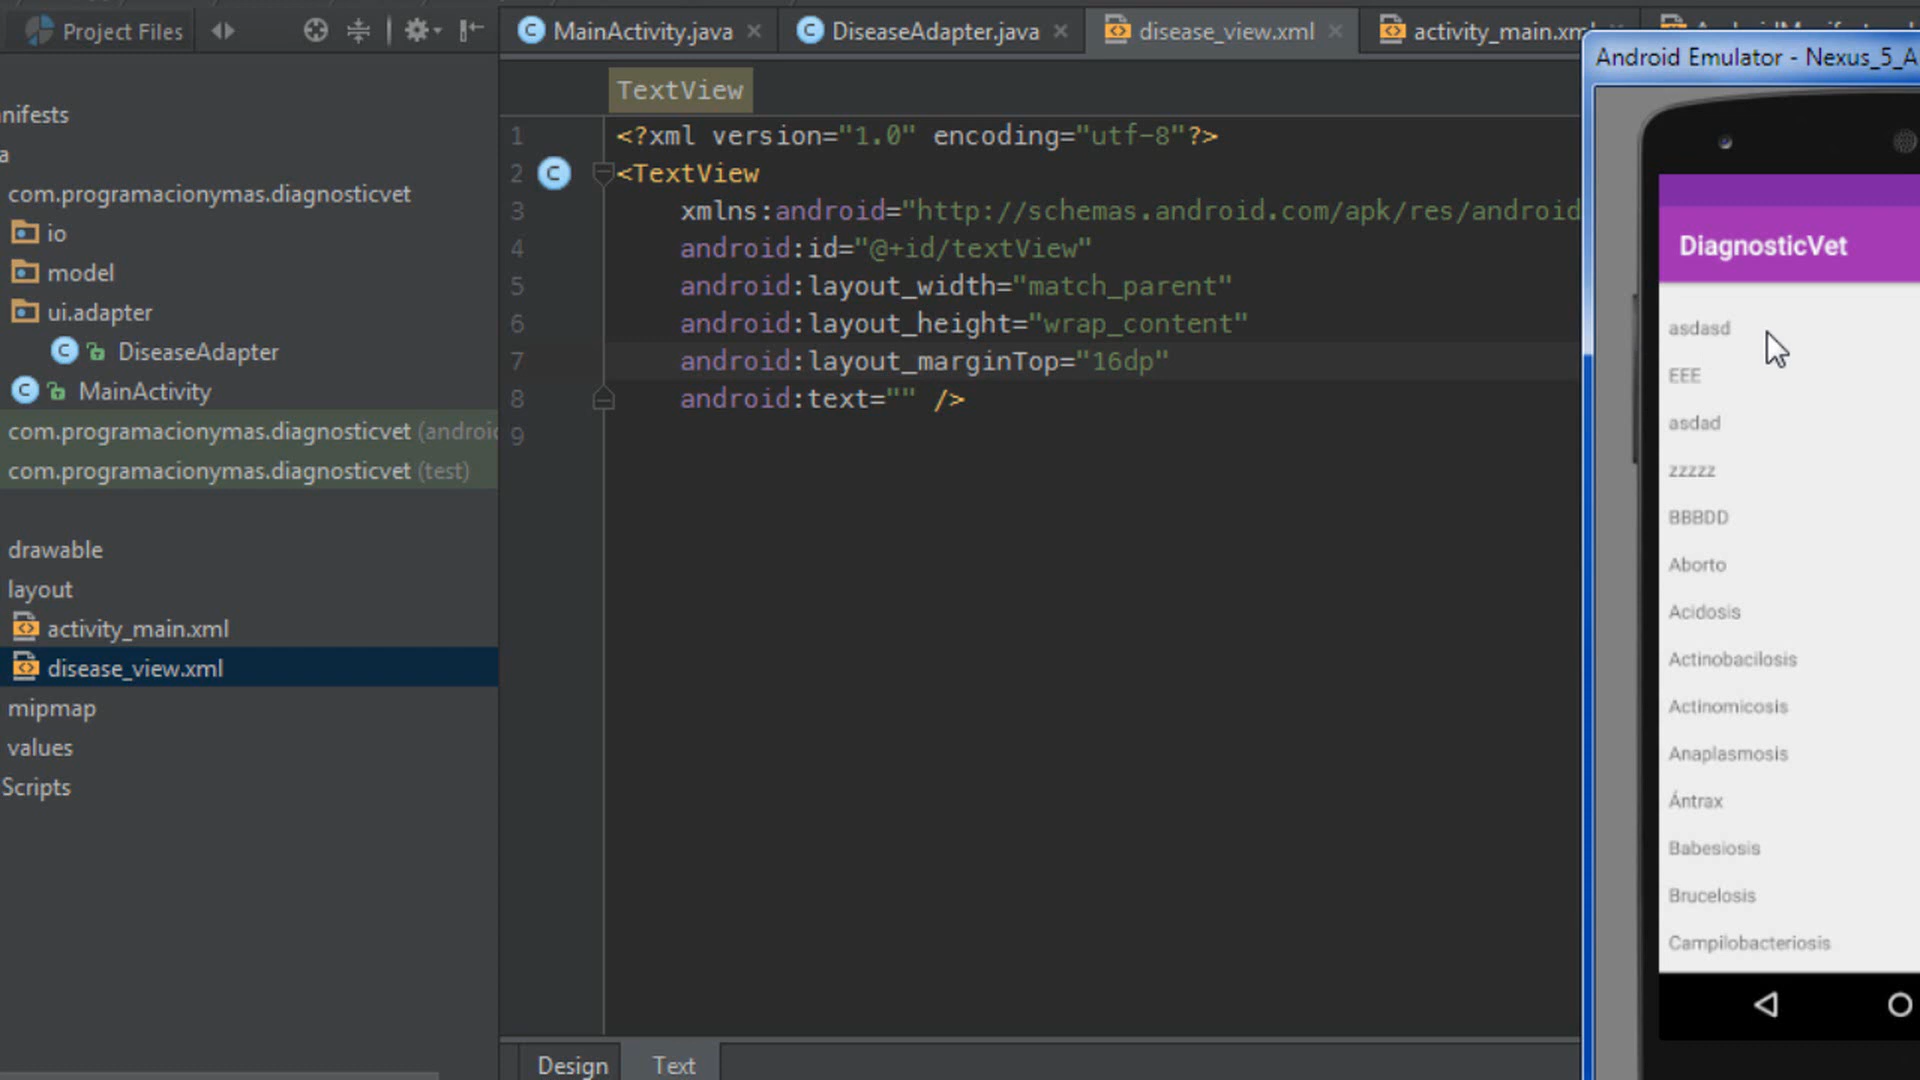 Project Files
MainActivity.java
DiseaseAdapter.java
disease_view.xml
activity_main.xm
Android Emulator - Nexus_5_A
TextView
nifests
a
com.programacionymas.diagnosticvet
io
model
ui.adapter
DiseaseAdapter
MainActivity
com.programacionymas.diagnosticvet (androi
com.programacionymas.diagnosticvet (test)
drawable
layout
activity_main.xml
disease_view.xml
mipmap
values
Scripts
1 <?xml version="1.0" encoding="utf-8"?>
2 <TextView
3 xmlns:android="http://schemas.android.com/apk/res/android
4 android:id="@+id/textView"
5 android:layout_width="match_parent"
6 android:layout_height="wrap_content"
7 android:layout_marginTop="16dp"
8 android:text="" />
9
Design
Text
DiagnosticVet
asdasd
EEE
asdad
zzzzz
BBBDD
Aborto
Acidosis
Actinobacilosis
Actinomicosis
Anaplasmosis
Ántrax
Babesiosis
Brucelosis
Campilobacteriosis